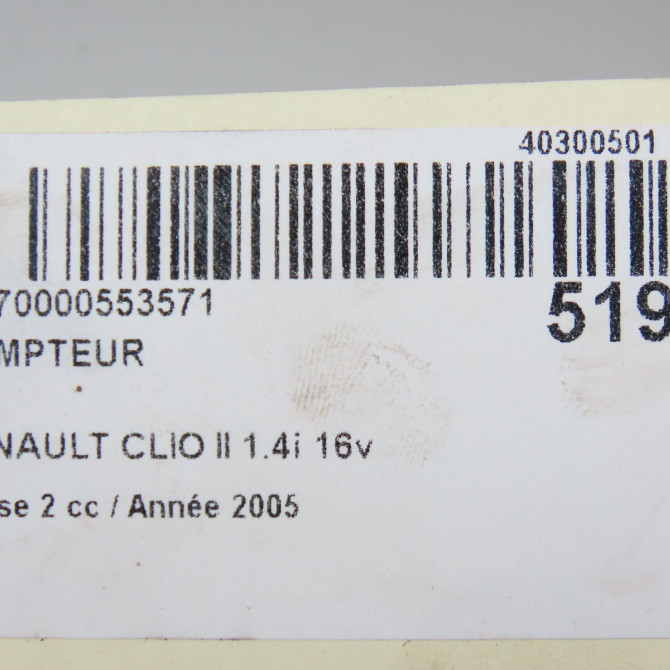 40300501
70000553571
519
MPTEUR
NAULT CLIO II 1.4i 16v
se 2 cc / Année 2005